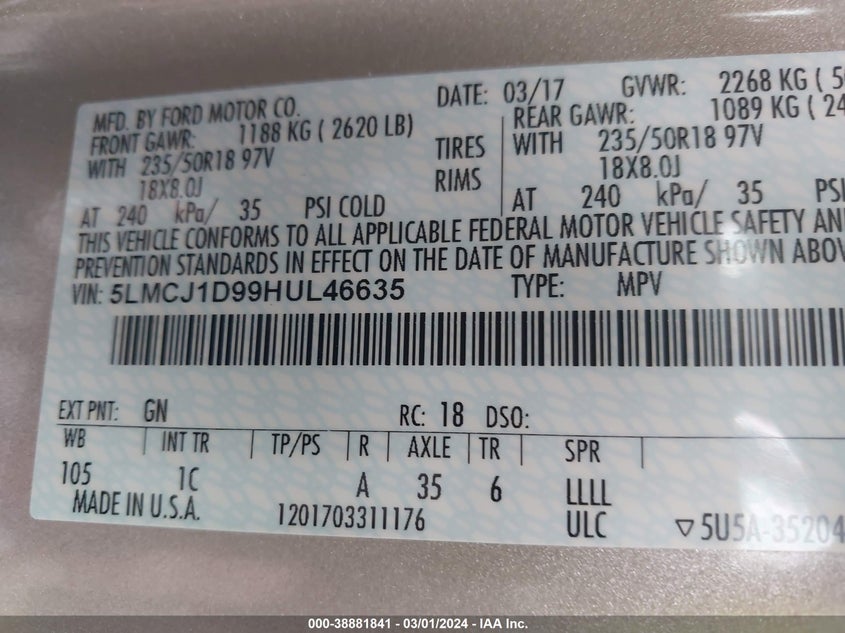 MFD. BY FORD MOTOR CO.
DATE: 03/17 GVWR: 2268 KG (
FRONT GAWR: 1188 KG ( 2620 LB)
REAR GAWR: 1089 KG (
WITH 235/50R18 97V TIRES WITH 235/50R18 97V
18X8.0J RIMS 18X8.0J
AT 240 kPa/ 35 PSI COLD AT 240 kPa/ 35 PSI
THIS VEHICLE CONFORMS TO ALL APPLICABLE FEDERAL MOTOR VEHICLE SAFETY
PREVENTION STANDARDS IN EFFECT ON THE DATE OF MANUFACTURE SHOWN
VIN: 5LMCJ1D99HUL46635 TYPE: MPV
EXT PNT: GN RC: 18 DSO:
WB INT TR TP/PS R AXLE TR SPR
105 1C A 35 6 LLLL
MADE IN U.S.A. 1201703311176 ULC ▽5U5A-35204
000-38881841 - 03/01/2024 - IAA Inc.